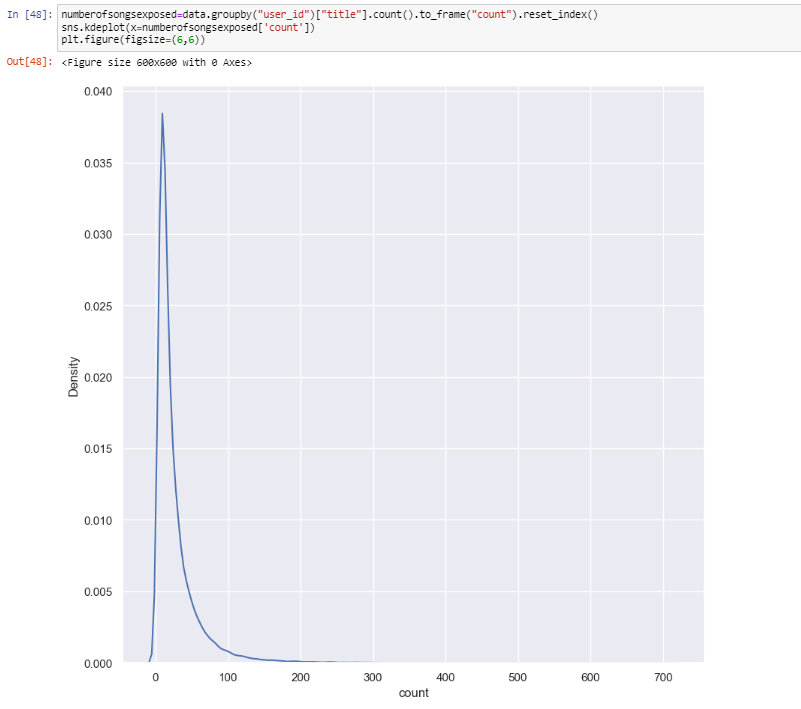 In [48]: numberofsongsexposed=data.groupby("user_id")["title"].count().to_frame("count").reset_index()
sns.kdeplot(x=numberofsongsexposed['count'])
plt.figure(figsize=(6,6))
Out[48]: <Figure size 600x600 with 0 Axes>
0.040
0.035
0.030
0.025
0.020
0.015
0.010
0.005
0.000
Density
0 100 200 300 400 500 600 700
count